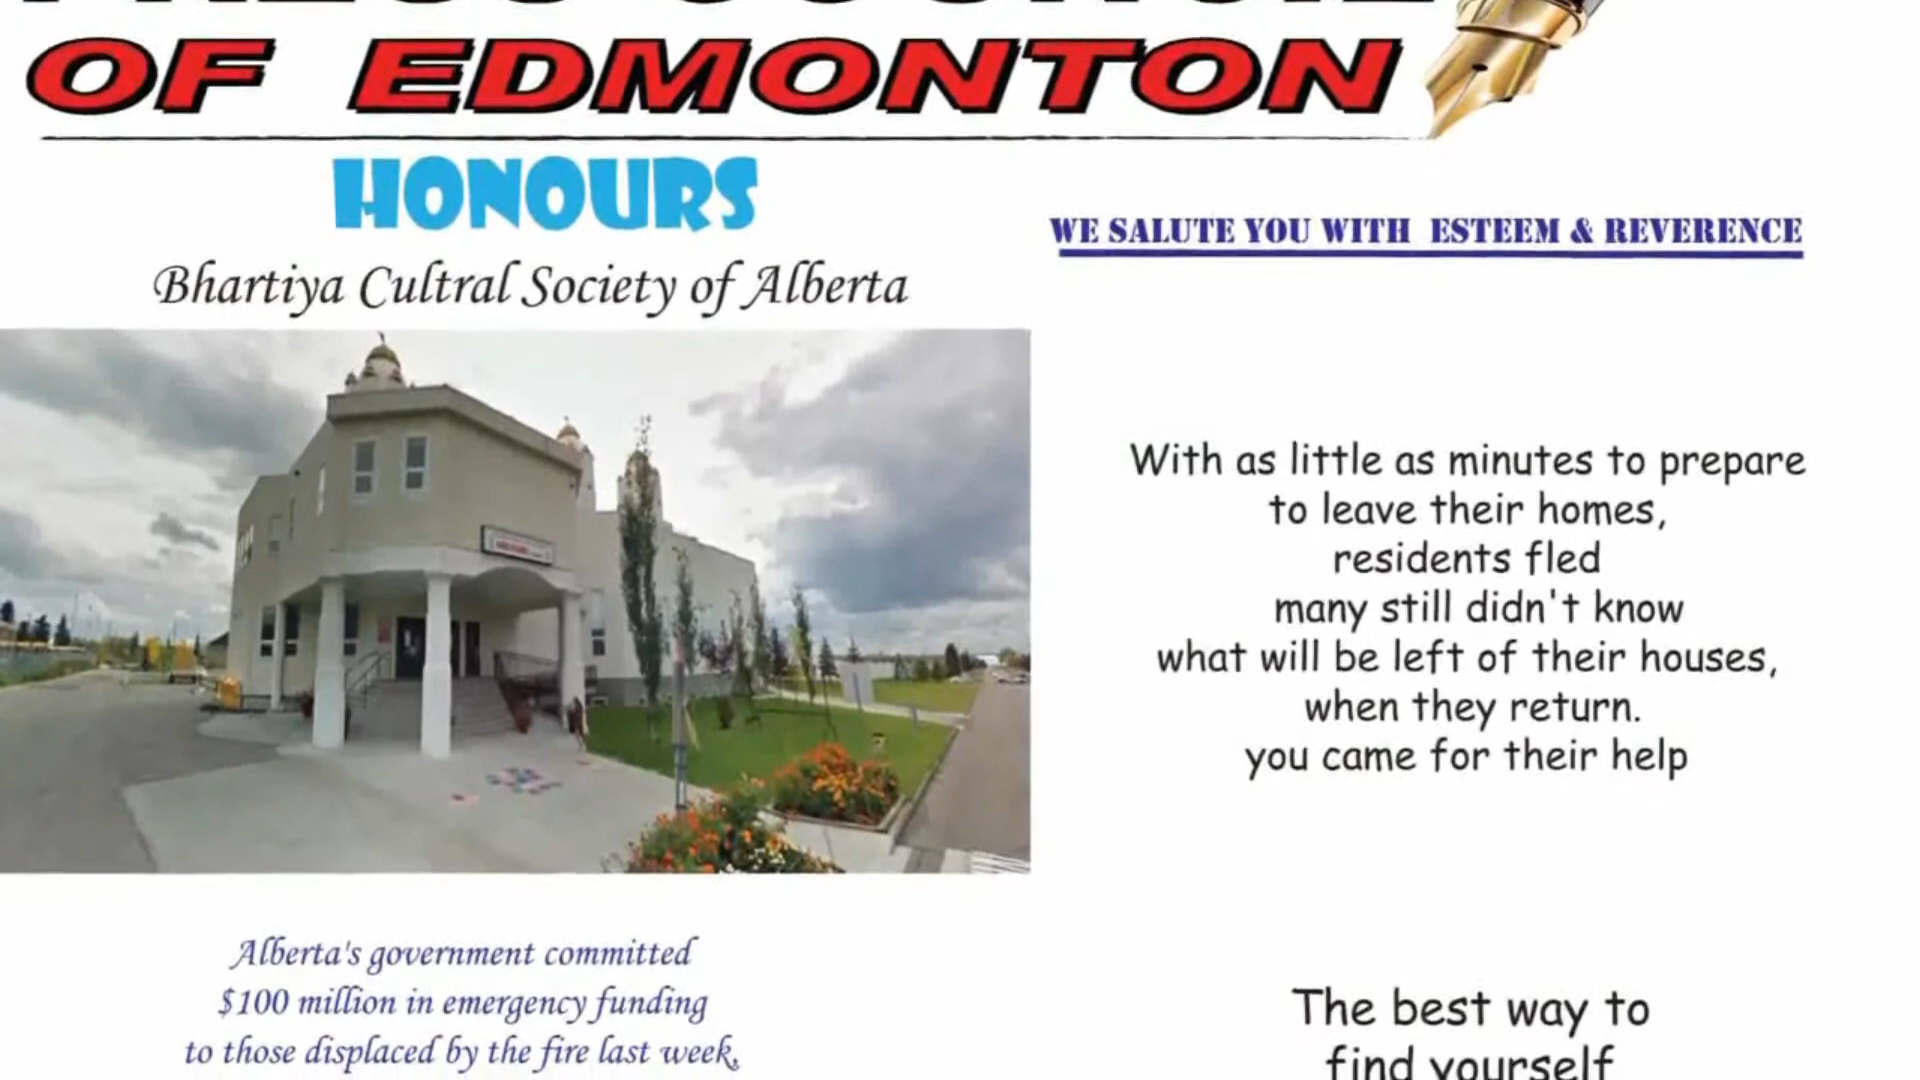 PRESS COUNCIL
OF EDMONTON
HONOURS
Bhartiya Cultral Society of Alberta
WE SALUTE YOU WITH ESTEEM & REVERENCE
With as little as minutes to prepare
to leave their homes,
residents fled
many still didn't know
what will be left of their houses,
when they return.
you came for their help
Alberta's government committed
$100 million in emergency funding
to those displaced by the fire last week,
The best way to
find yourself